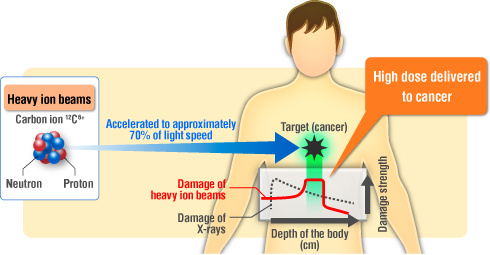 Heavy ion beams
Carbon ion ¹²C⁶⁺
Neutron
Proton
Accelerated to approximately
70% of light speed
Target (cancer)
High dose delivered
to cancer
Damage of
heavy ion beams
Damage of
X-rays
Depth of the body
(cm)
Damage strength